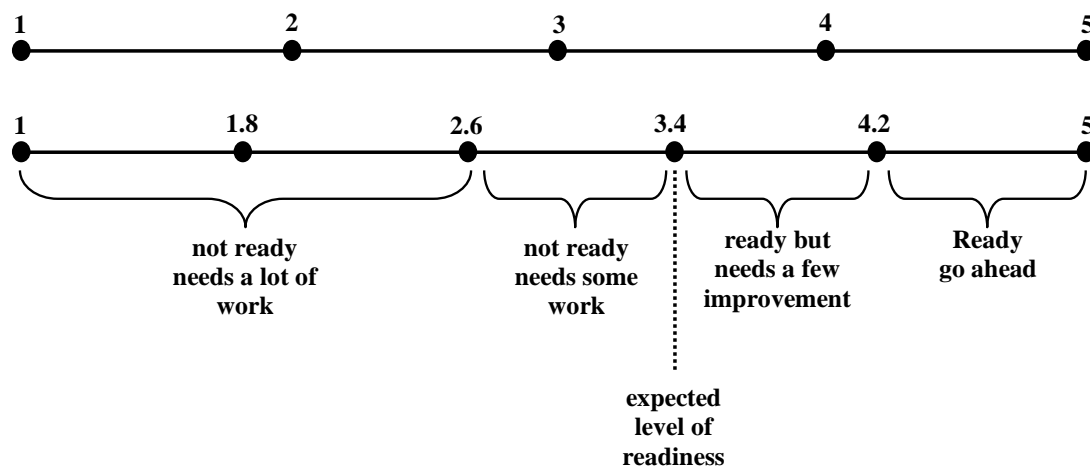 1 2 3 4 5
1 1.8 2.6 3.4 4.2 5
not ready
needs a lot of
work
not ready
needs some
work
ready but
needs a few
improvement
Ready
go ahead
expected
level of
readiness